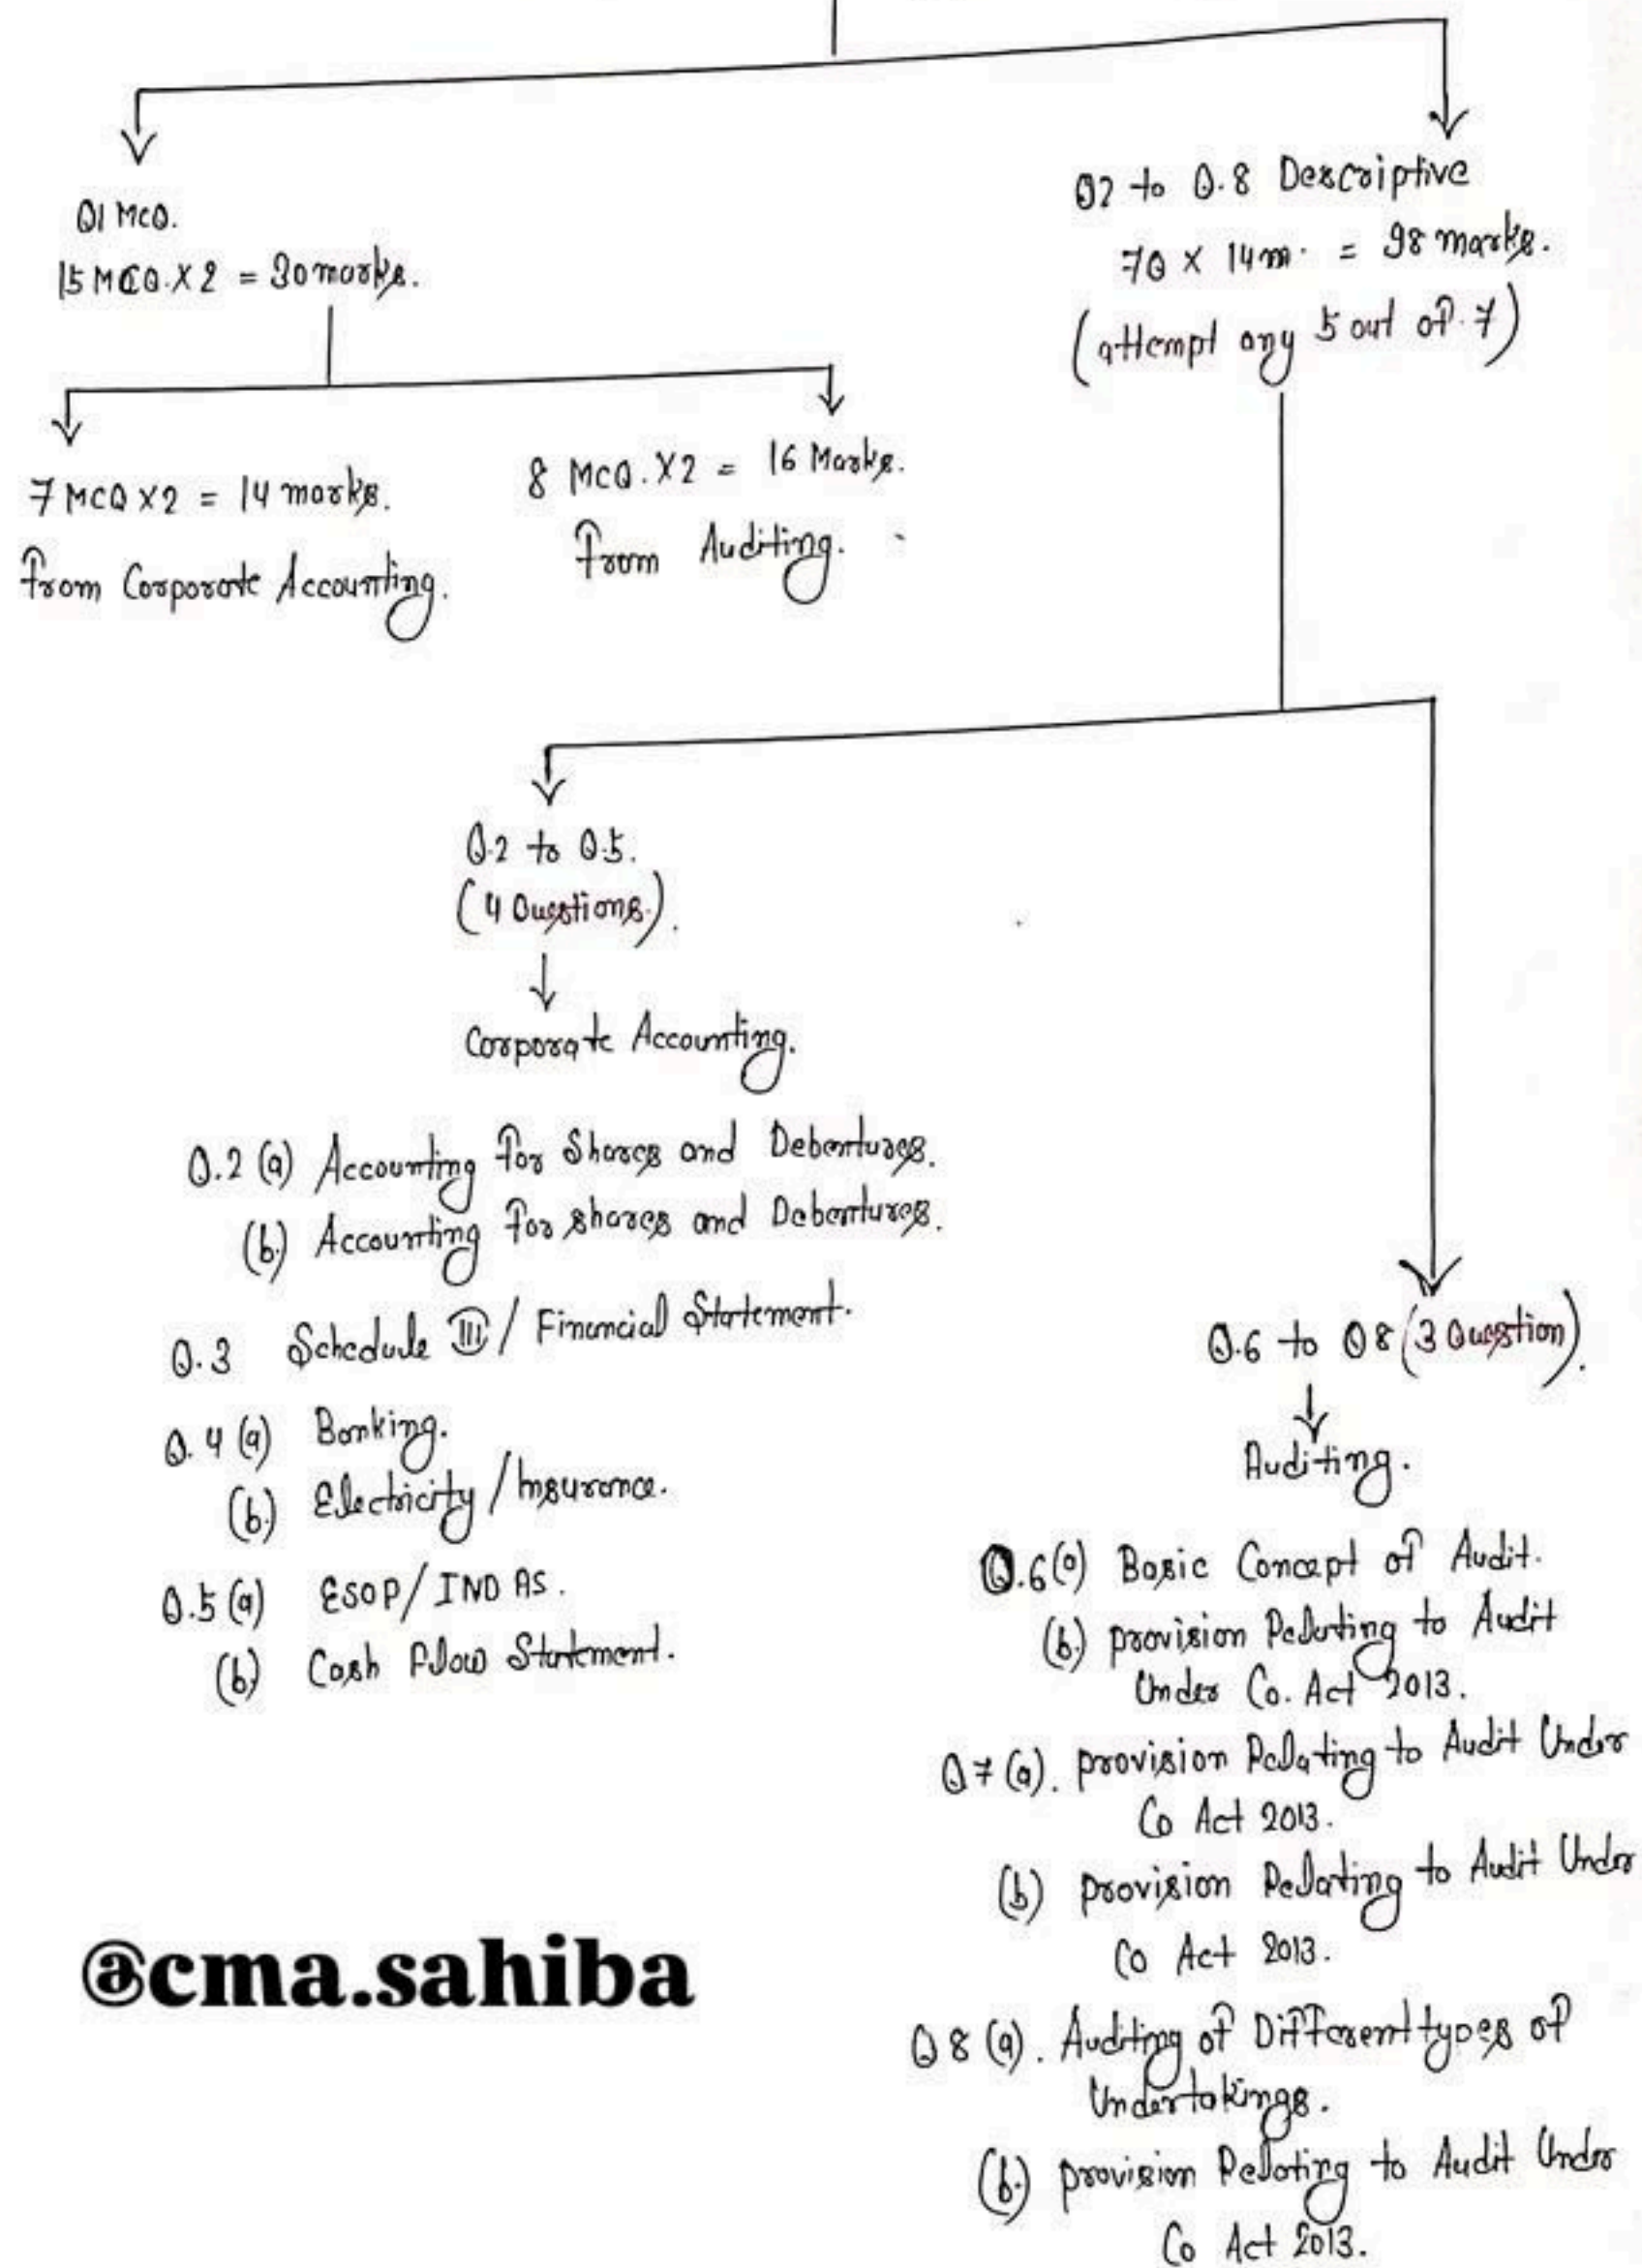 Q1 MCQ.
15 MCQ. X 2 = 30 marks.
Q2 to Q.8 Descriptive
7Q X 14m. = 98 marks.
(attempt any 5 out of 7)
7 MCQ X2 = 14 marks.
from Corporate Accounting.
8 MCQ. X2 = 16 Marks.
from Auditing.
Q.2 to Q.5.
(4 Questions.).
Corporate Accounting.
Q.2 (a) Accounting for Shares and Debentures.
(b.) Accounting for shares and Debentures.
Q.3 Schedule III / Financial Statement.
Q.4 (a) Banking.
(b.) Electricity / Insurance.
Q.5 (a) ESOP/IND AS.
(b) Cash Flow Statement.
Q.6 to Q8 (3 Question).
Auditing.
Q.6(a) Basic Concept of Audit.
(b.) provision Relating to Audit
Under Co. Act 2013.
Q7 (a). provision Relating to Audit Under
Co Act 2013.
(b) provision Relating to Audit Under
Co Act 2013.
Q8 (a). Auditing of Different types of
Undertakings.
(b.) provision Relating to Audit Under
Co Act 2013.
@cma.sahiba